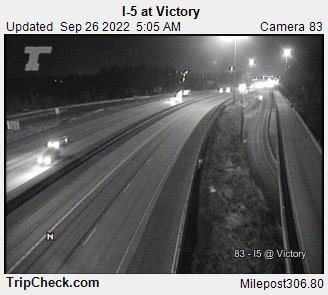 I-5 at Victory
Updated Sep 26 2022 5:05 AM Camera 83
T
N
83 - I5 @ Victory
TripCheck.com Milepost306.80